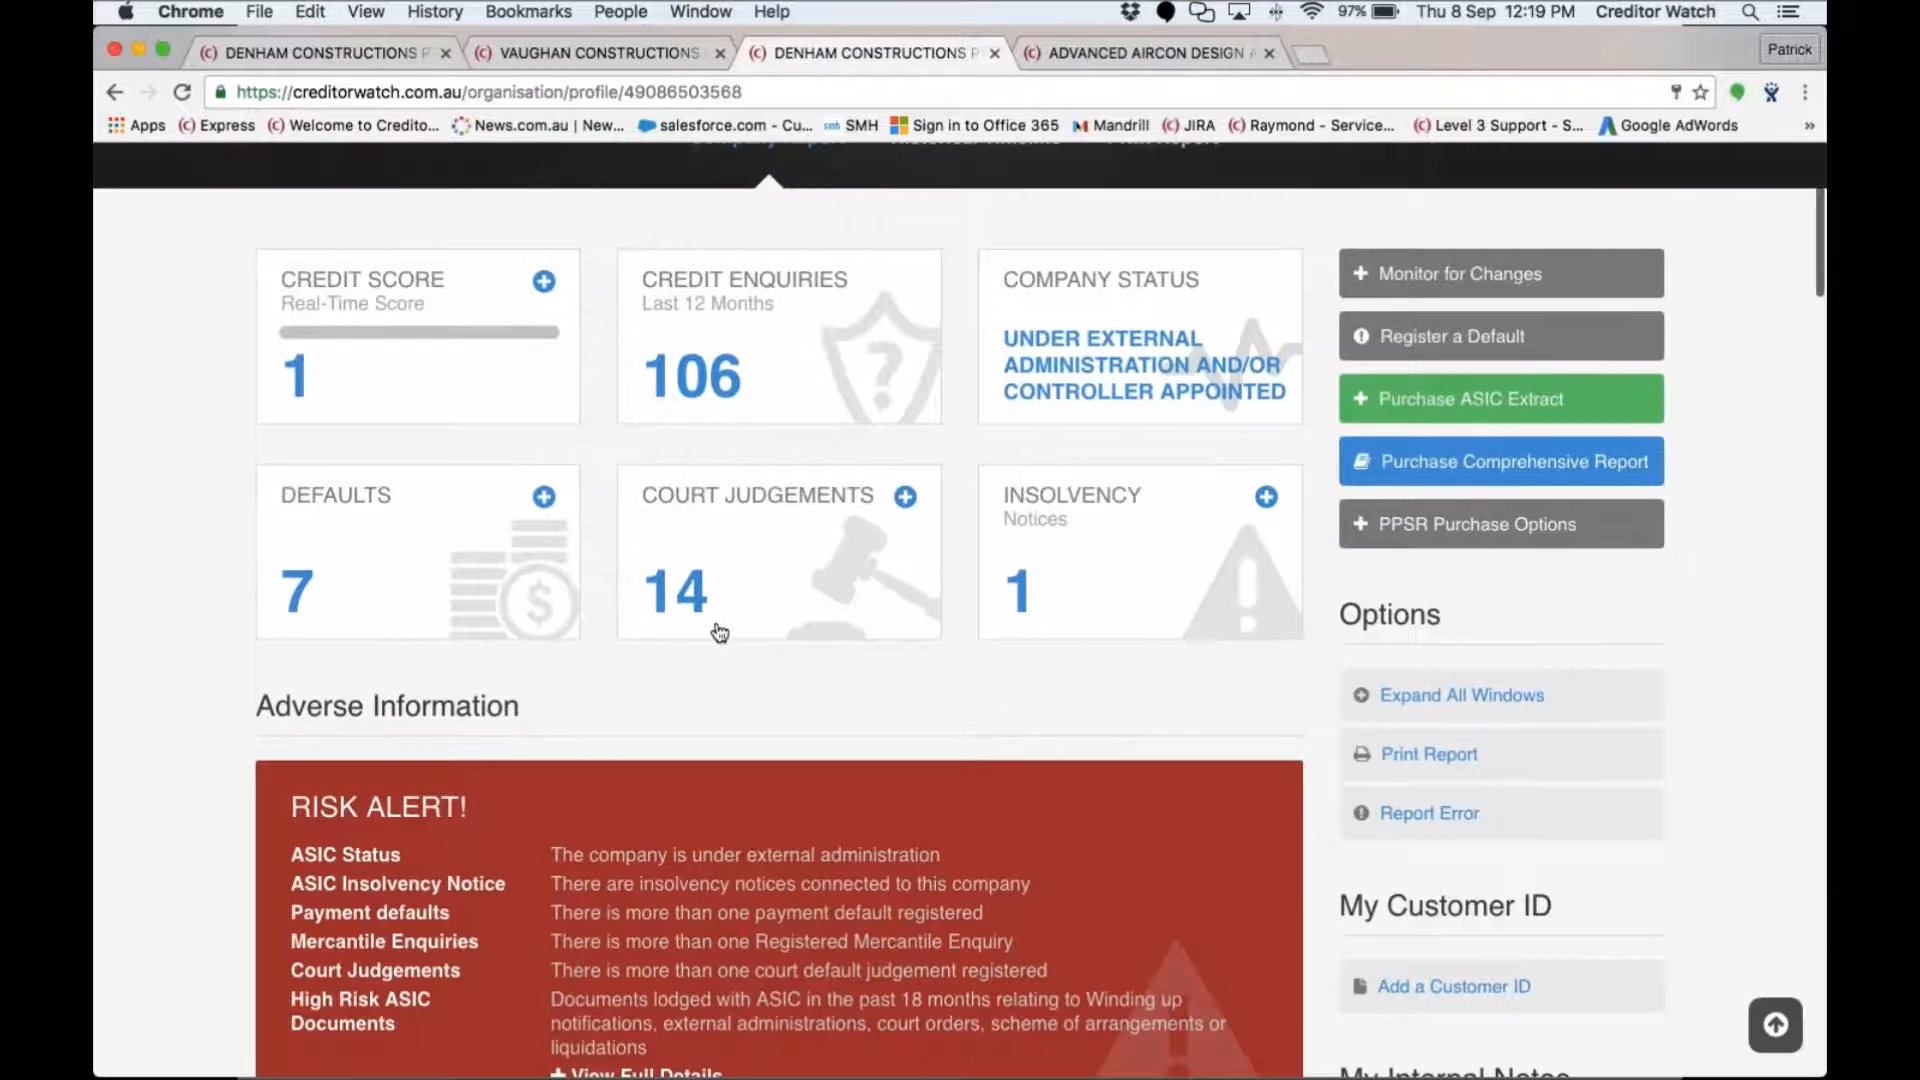 Chrome File Edit View History Bookmarks People Window Help 97% Thu 8 Sep 12:19 PM Creditor Watch
DENHAM CONSTRUCTIONS P VAUGHAN CONSTRUCTIONS DENHAM CONSTRUCTIONS P ADVANCED AIRCON DESIGN Patrick
https://creditorwatch.com.au/organisation/profile/49086503568
Apps (c) Express (c) Welcome to Credito... News.com.au | New... salesforce.com - Cu... smh SMH Sign in to Office 365 Mandrill (c) JIRA (c) Raymond - Service... (c) Level 3 Support - S... Google AdWords »
CREDIT SCORE
Real-Time Score
1
CREDIT ENQUIRIES
Last 12 Months
106
COMPANY STATUS
UNDER EXTERNAL
ADMINISTRATION AND/OR
CONTROLLER APPOINTED
DEFAULTS
7
COURT JUDGEMENTS
14
INSOLVENCY
Notices
1
Monitor for Changes
Register a Default
Purchase ASIC Extract
Purchase Comprehensive Report
PPSR Purchase Options
Options
Expand All Windows
Print Report
Report Error
My Customer ID
Add a Customer ID
Adverse Information
RISK ALERT!
ASIC Status The company is under external administration
ASIC Insolvency Notice There are insolvency notices connected to this company
Payment defaults There is more than one payment default registered
Mercantile Enquiries There is more than one Registered Mercantile Enquiry
Court Judgements There is more than one court default judgement registered
High Risk ASIC Documents lodged with ASIC in the past 18 months relating to Winding up
Documents notifications, external administrations, court orders, scheme of arrangements or
liquidations
View Full Details
My Internal Notes